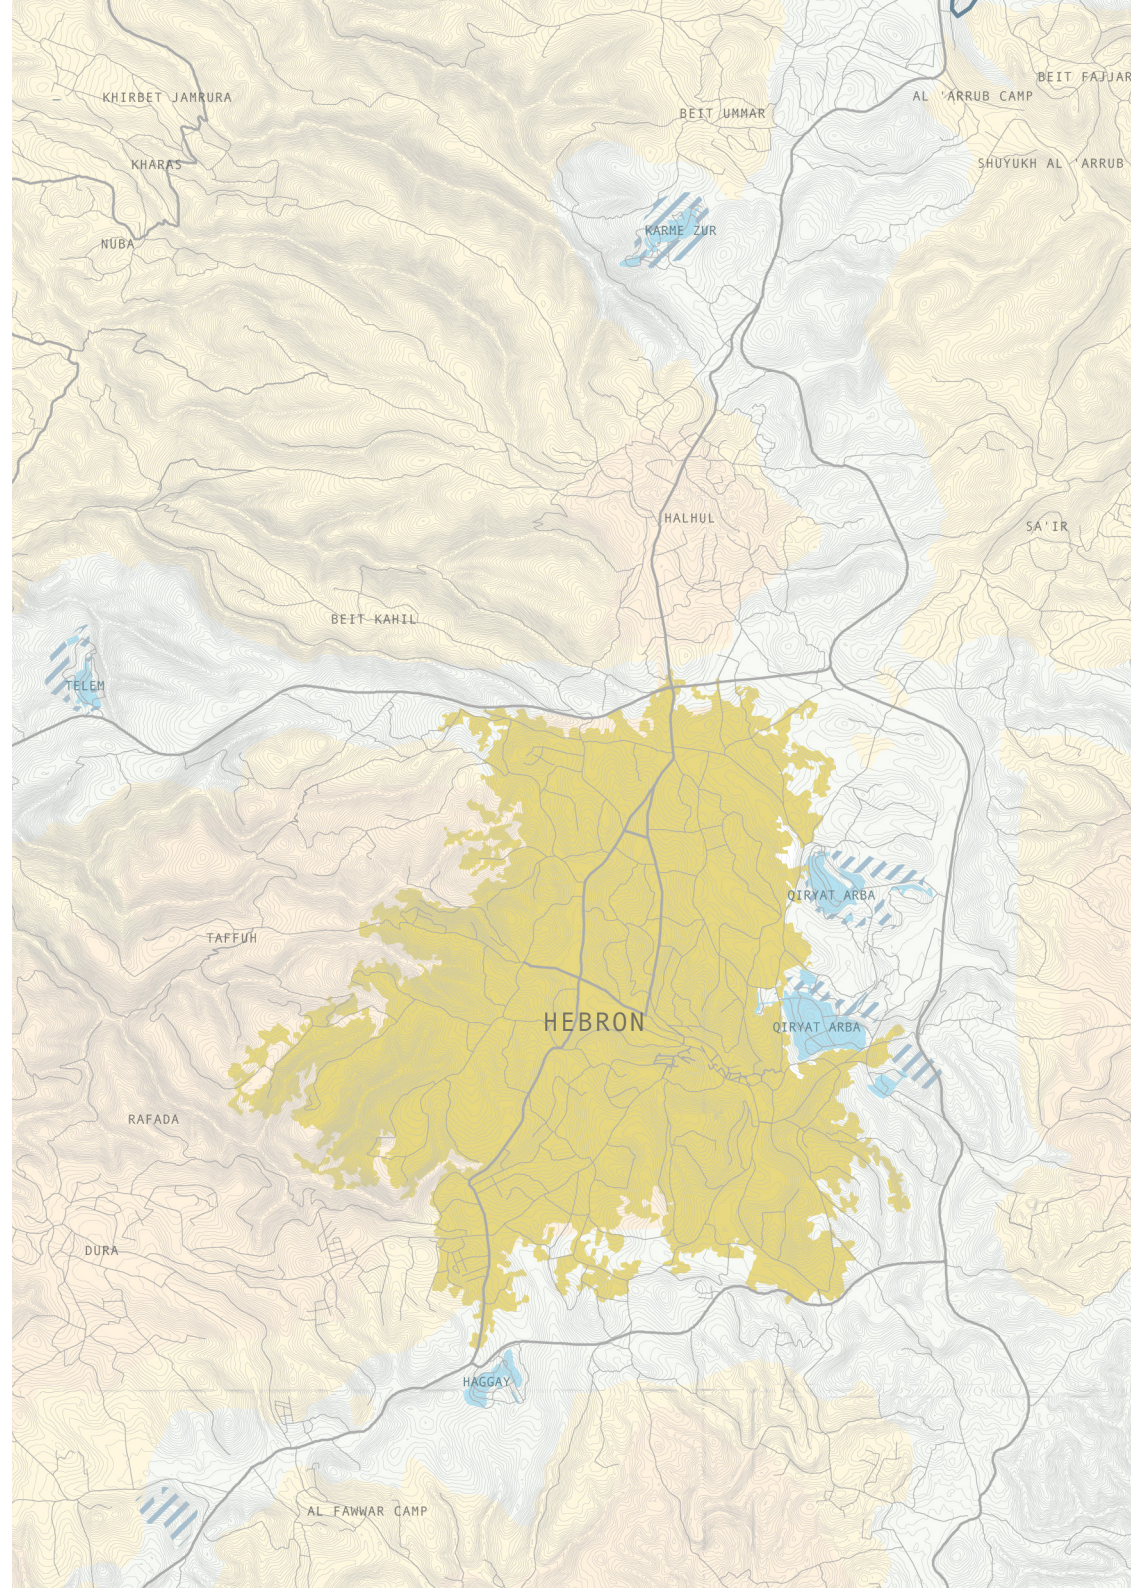 BEIT FAJJAR
KHIRBET JAMRURA
AL 'ARRUB CAMP
BEIT UMMAR
KHARAS
SHUYUKH AL 'ARRUB
KARME ZUR
NUBA
HALHUL
SA'IR
BEIT KAHIL
TELEM
QIRYAT ARBA
TAFFUH
HEBRON
QIRYAT ARBA
RAFADA
DURA
HAGGAY
AL FAWWAR CAMP